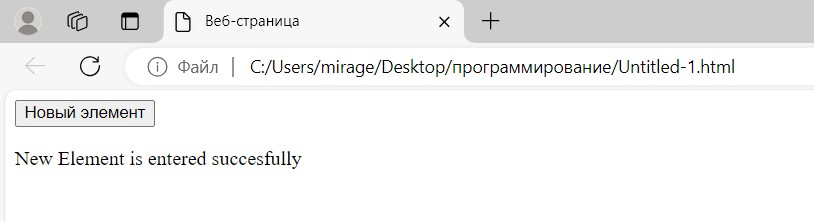 Веб-страница
Файл | C:/Users/mirage/Desktop/программирование/Untitled-1.html
Новый элемент
New Element is entered succesfully